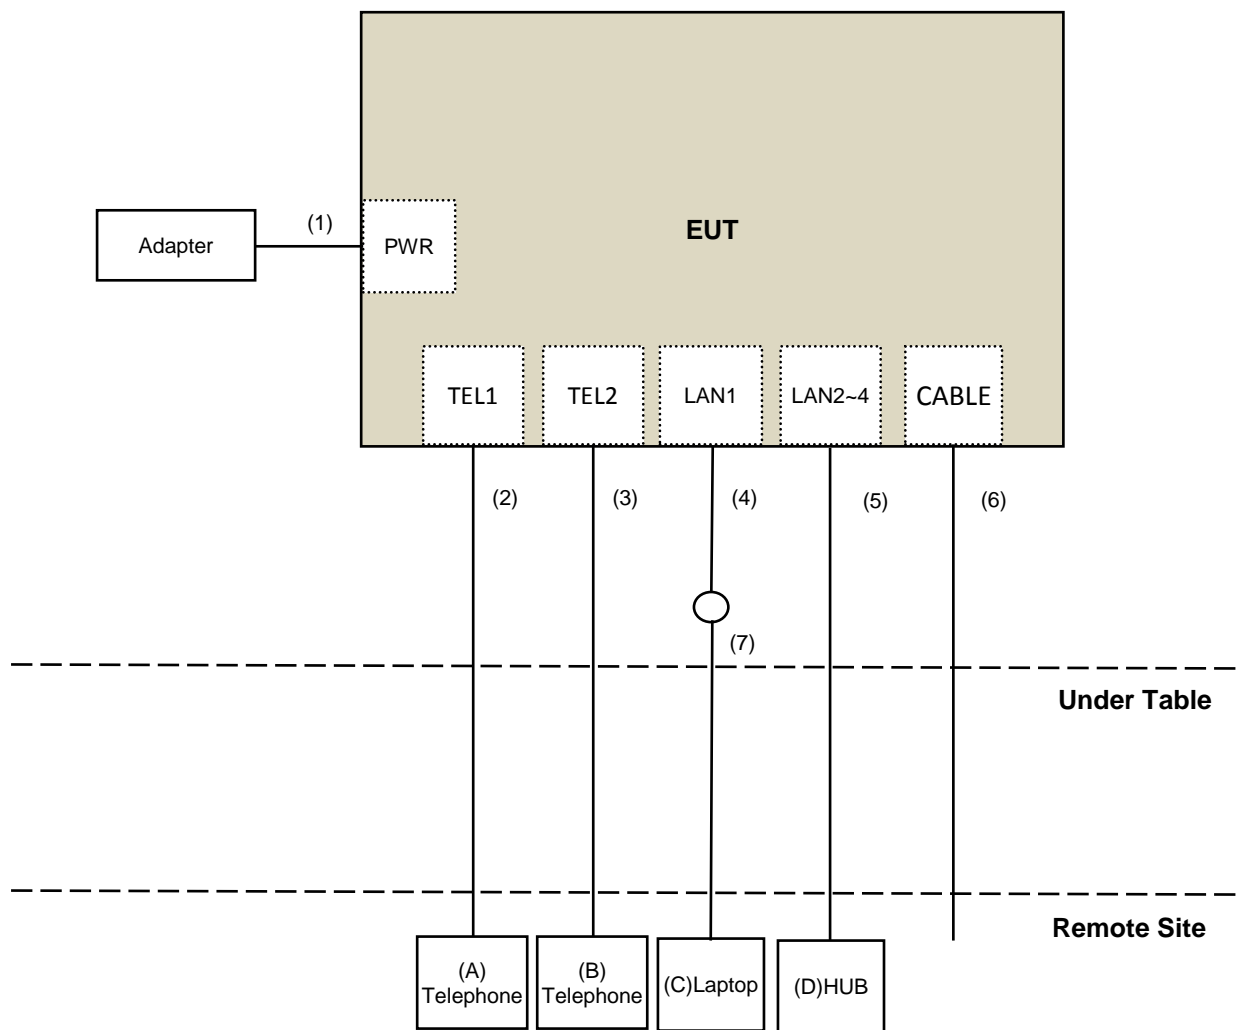 EUT
(1)
Adapter
PWR
TEL1
TEL2
LAN1
LAN2~4
CABLE
(2)
(3)
(4)
(5)
(6)
(7)
Under Table
Remote Site
(A)
Telephone
(B)
Telephone
(C)Laptop
(D)HUB